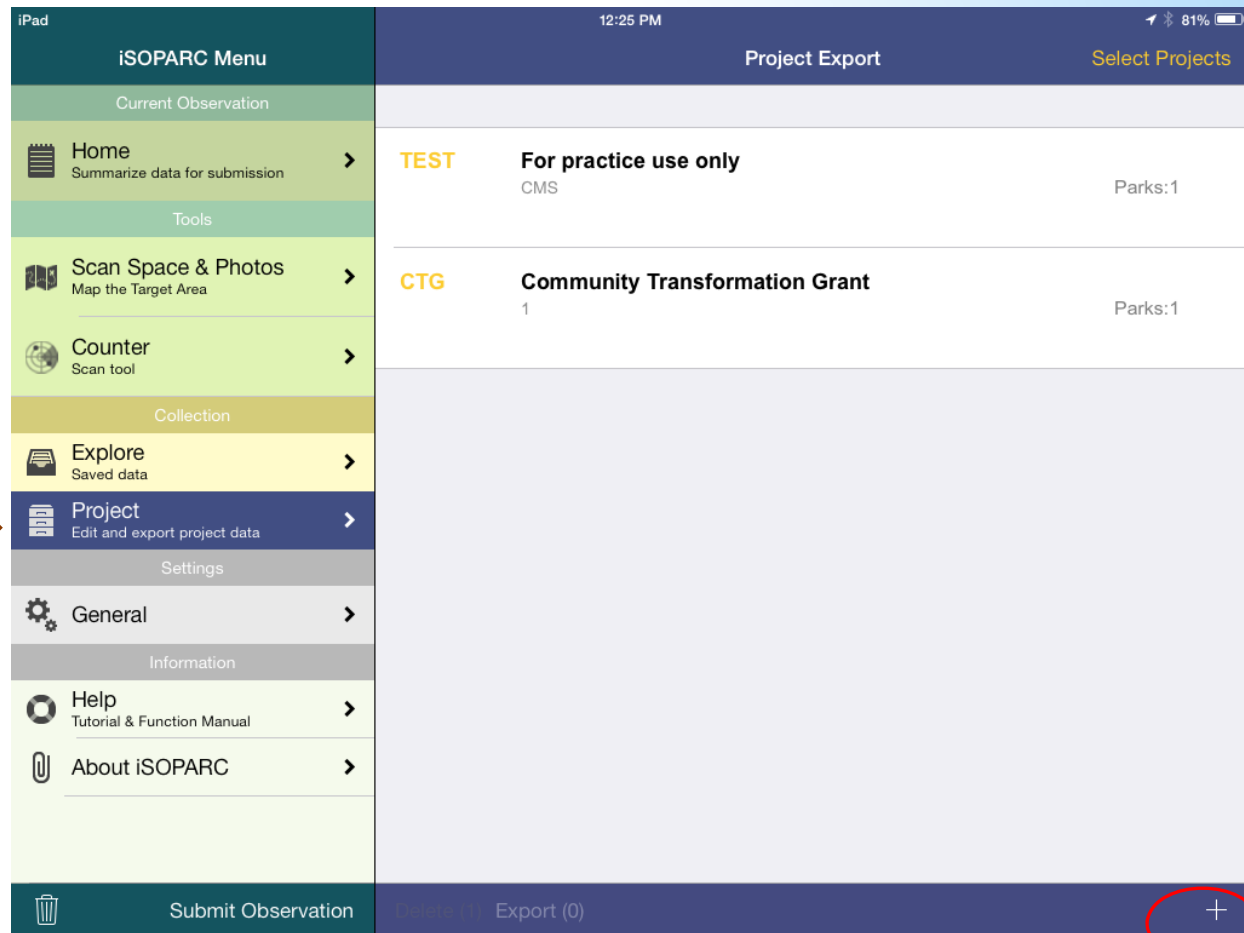 iPad
12:25 PM
81%
iSOPARC Menu
Project Export
Select Projects
Current Observation
Home
Summarize data for submission
Tools
Scan Space & Photos
Map the Target Area
Counter
Scan tool
Collection
Explore
Saved data
Project
Edit and export project data
Settings
General
Information
Help
Tutorial & Function Manual
About iSOPARC
Submit Observation
TEST
For practice use only
CMS
Parks:1
CTG
Community Transformation Grant
1
Parks:1
Delete (1)
Export (0)